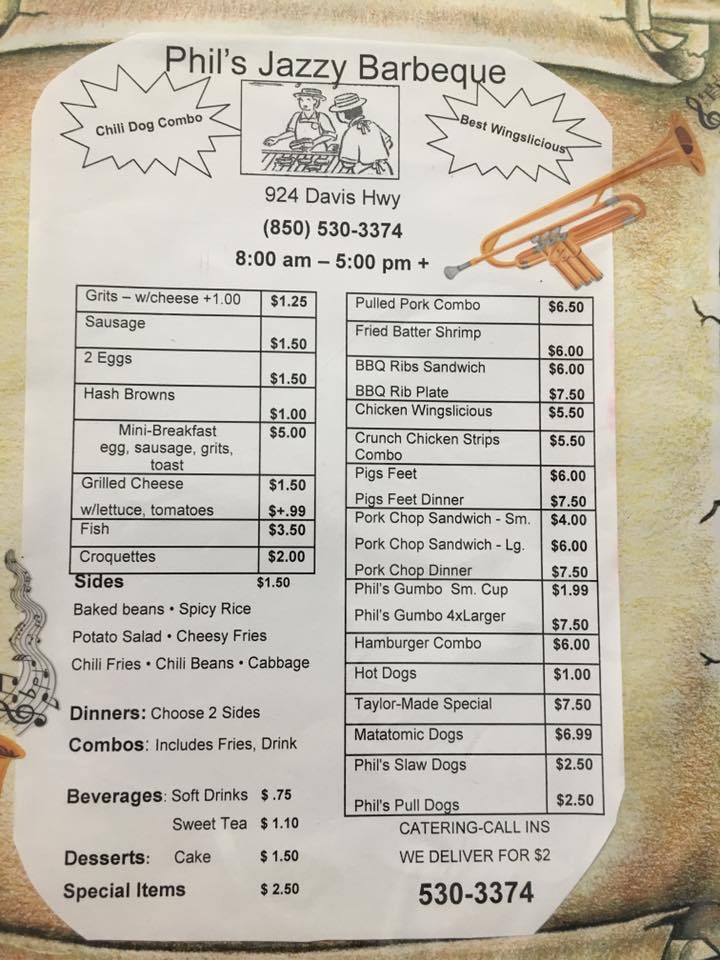 Phil's Jazzy Barbeque
Chili Dog Combo
Best Wingslicious
924 Davis Hwy
(850) 530-3374
8:00 am – 5:00 pm +
Grits – w/cheese +1.00 $1.25
Sausage $1.50
2 Eggs $1.50
Hash Browns $1.00
Mini-Breakfast $5.00
egg, sausage, grits,
toast
Grilled Cheese $1.50
w/lettuce, tomatoes $+.99
Fish $3.50
Croquettes $2.00
Sides $1.50
Baked beans • Spicy Rice
Potato Salad • Cheesy Fries
Chili Fries • Chili Beans • Cabbage
Dinners: Choose 2 Sides
Combos: Includes Fries, Drink
Beverages: Soft Drinks $ .75
Sweet Tea $ 1.10
Desserts: Cake $ 1.50
Special Items $ 2.50
Pulled Pork Combo $6.50
Fried Batter Shrimp $6.00
BBQ Ribs Sandwich $6.00
BBQ Rib Plate $7.50
Chicken Wingslicious $5.50
Crunch Chicken Strips $5.50
Combo
Pigs Feet $6.00
Pigs Feet Dinner $7.50
Pork Chop Sandwich - Sm. $4.00
Pork Chop Sandwich - Lg. $6.00
Pork Chop Dinner $7.50
Phil's Gumbo Sm. Cup $1.99
Phil's Gumbo 4xLarger $7.50
Hamburger Combo $6.00
Hot Dogs $1.00
Taylor-Made Special $7.50
Matatomic Dogs $6.99
Phil's Slaw Dogs $2.50
Phil's Pull Dogs $2.50
CATERING-CALL INS
WE DELIVER FOR $2
530-3374